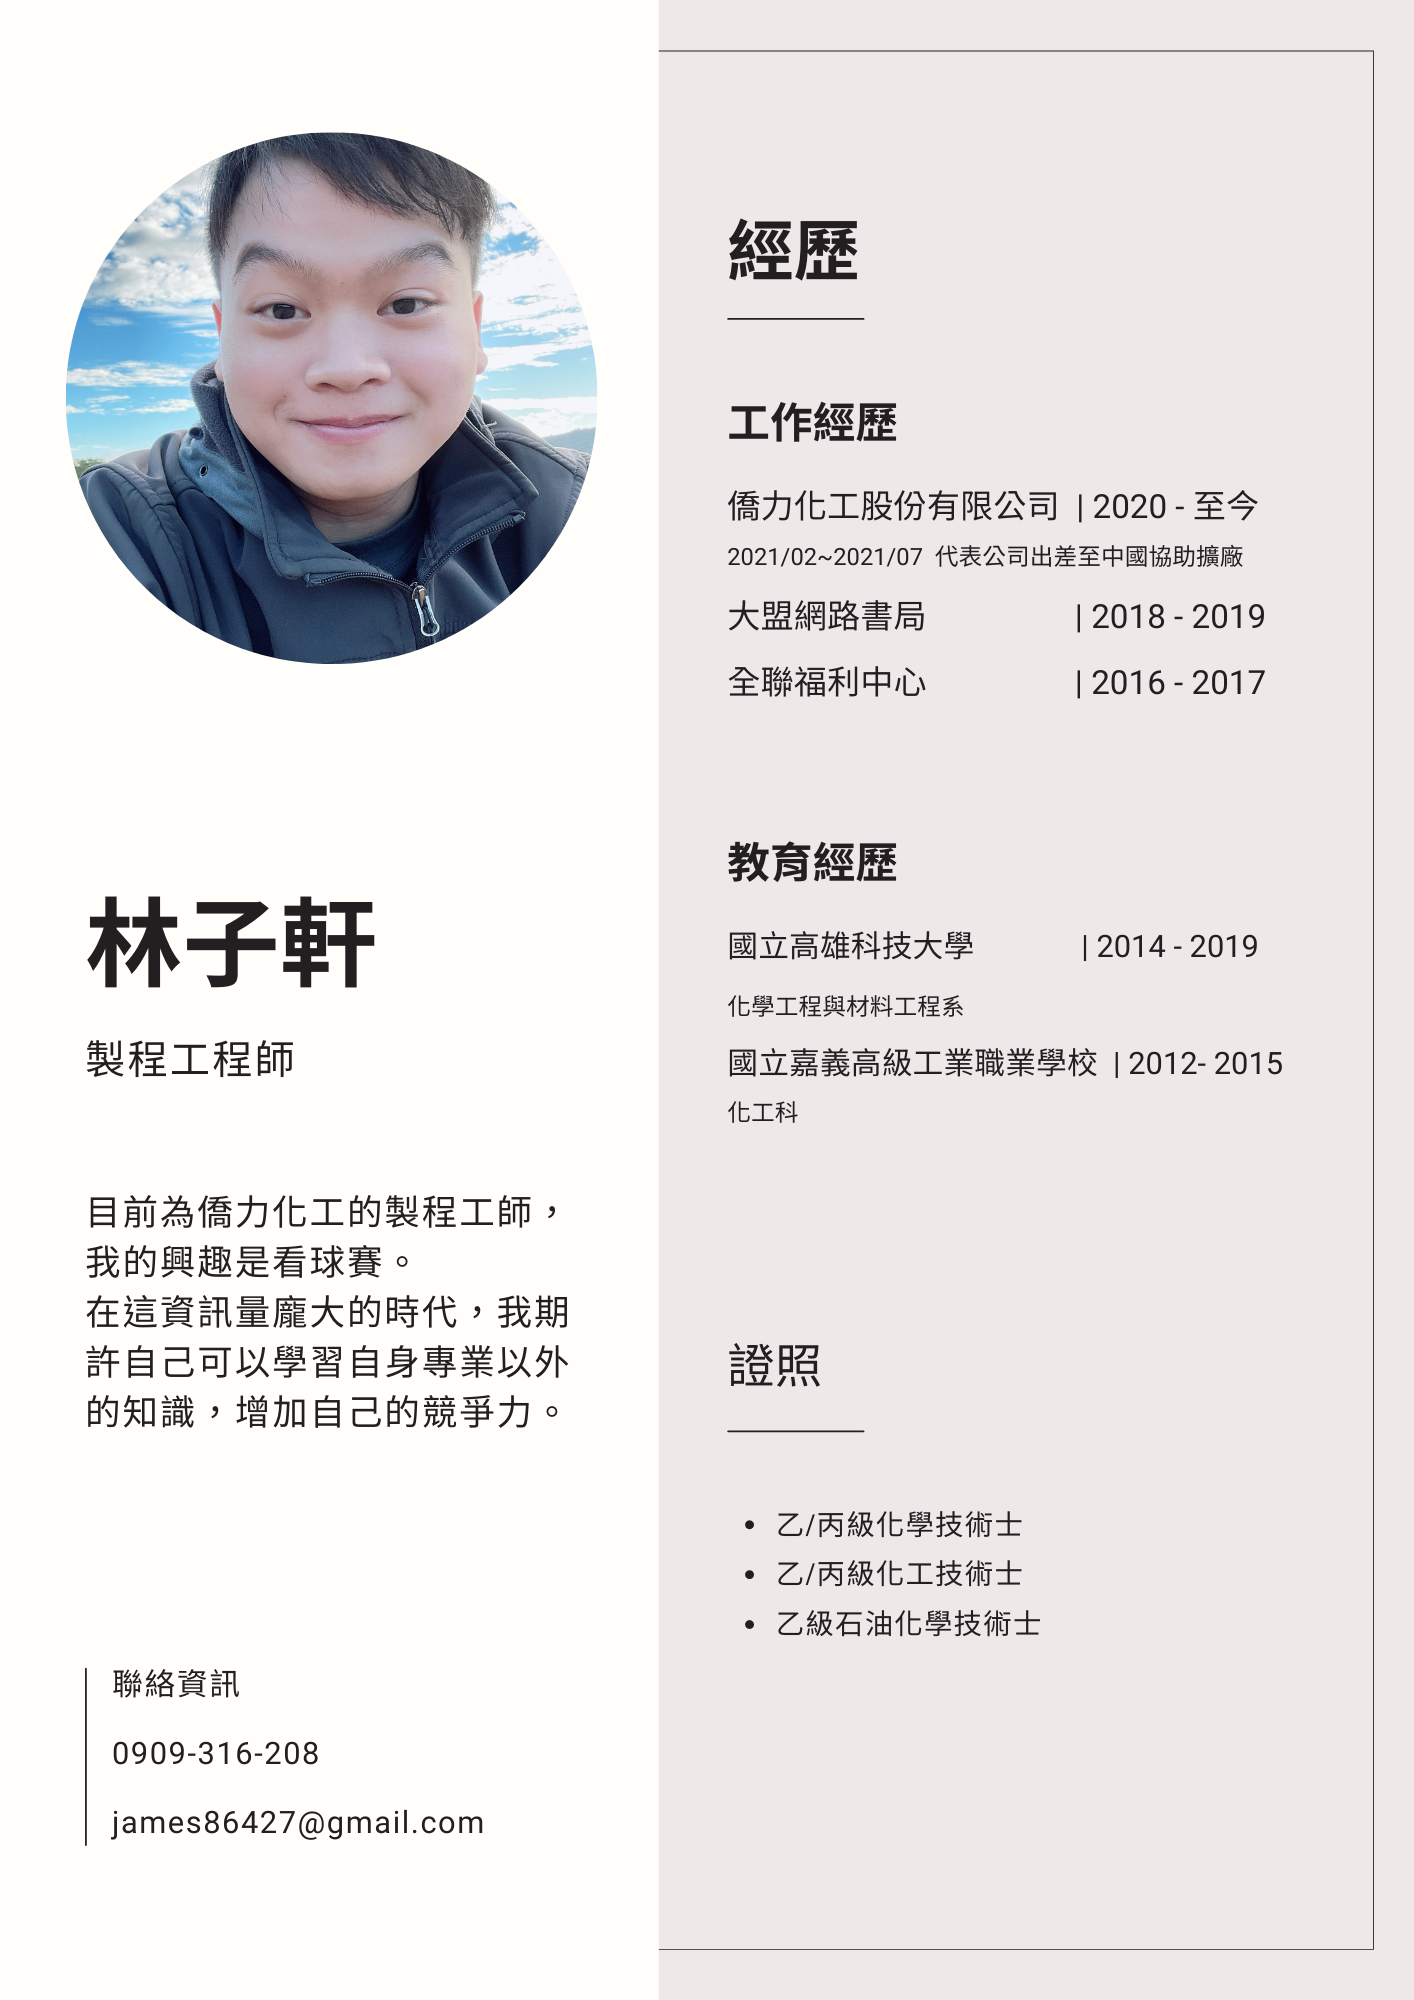 林子軒
製程工程師
目前為僑力化工的製程工師，
我的興趣是看球賽。
在這資訊量龐大的時代，我期
許自己可以學習自身專業以外
的知識，增加自己的競爭力。
聯絡資訊
0909-316-208
james86427@gmail.com
經歷
工作經歷
僑力化工股份有限公司 | 2020 - 至今
2021/02~2021/07 代表公司出差至中國協助擴廠
大盟網路書局 | 2018 - 2019
全聯福利中心 | 2016 - 2017
教育經歷
國立高雄科技大學 | 2014 - 2019
化學工程與材料工程系
國立嘉義高級工業職業學校 | 2012- 2015
化工科
證照
• 乙/丙級化學技術士
• 乙/丙級化工技術士
• 乙級石油化學技術士